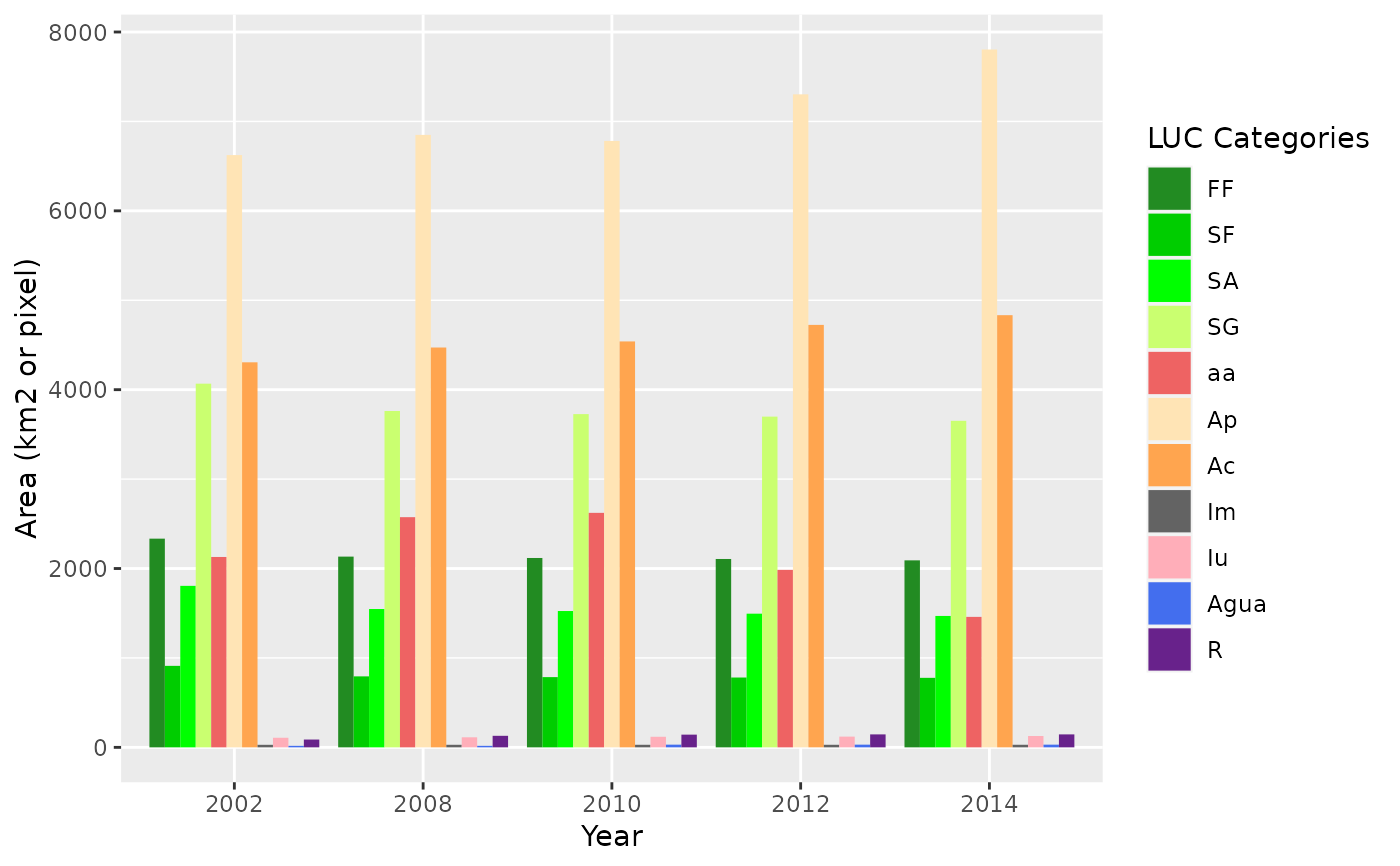 8000
6000
4000
2000
0
Area (km2 or pixel)
2002 2008 2010 2012 2014
Year
LUC Categories
FF
SF
SA
SG
aa
Ap
Ac
Im
Iu
Agua
R